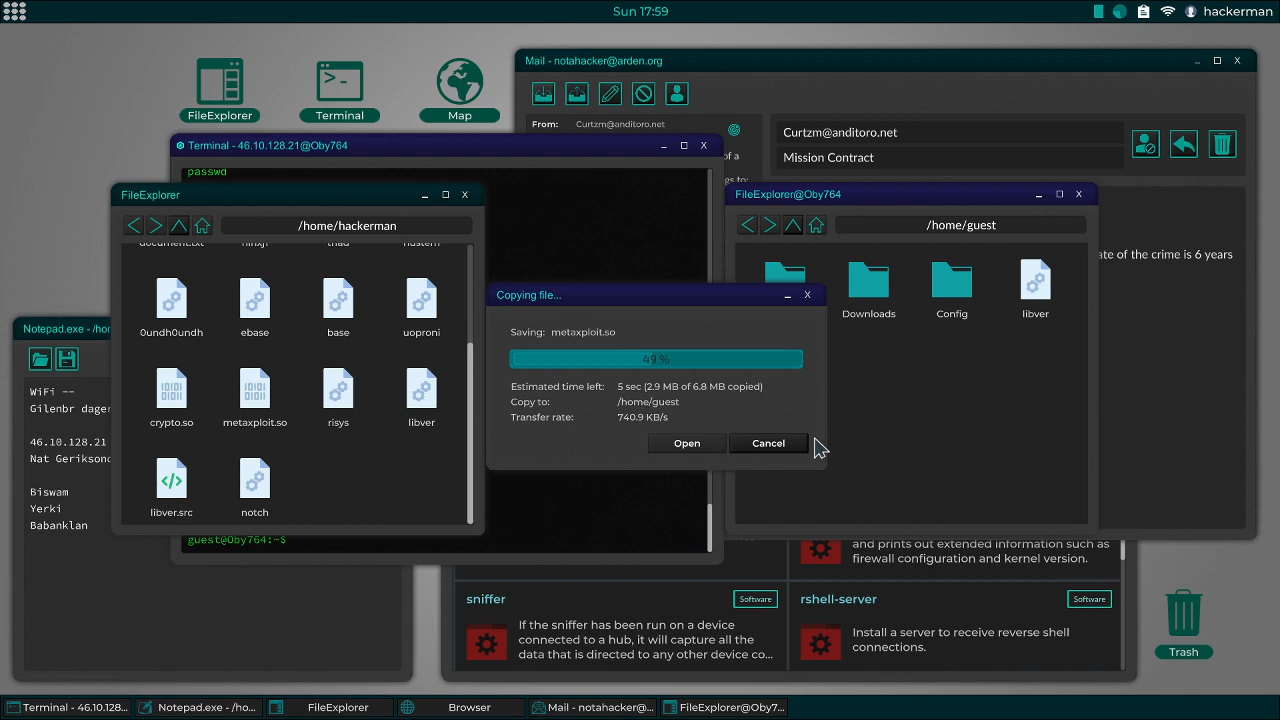 Sun 17:59
hackerman
FileExplorer
Terminal
Map
Mail - notahacker@arden.org
From: Curtzm@anditoro.net
of a
gs to:
Curtzm@anditoro.net
Mission Contract
ate of the crime is 6 years
Terminal - 46.10.128.21@Oby764
passwd
guest@Oby764:~$
FileExplorer
/home/hackerman
document.txt
0undh0undh
ebase
base
uoproni
crypto.so
metaxploit.so
risys
libver
libver.src
notch
FileExplorer@Oby764
/home/guest
Downloads
Config
libver
Copying file...
Saving: metaxploit.so
49 %
Estimated time left: 5 sec (2.9 MB of 6.8 MB copied)
Copy to: /home/guest
Transfer rate: 740.9 KB/s
Open
Cancel
Notepad.exe - /hor
WiFi --
Gilenbr dager
46.10.128.21
Nat Geriksond
Biswam
Yerki
Babanklan
and prints out extended information such as
firewall configuration and kernel version.
sniffer
Software
If the sniffer has been run on a device
connected to a hub, it will capture all the
data that is directed to any other device co...
rshell-server
Software
Install a server to receive reverse shell
connections.
Trash
Terminal - 46.10.128...
Notepad.exe - /ho...
FileExplorer
Browser
Mail - notahacker@...
FileExplorer@Oby7...